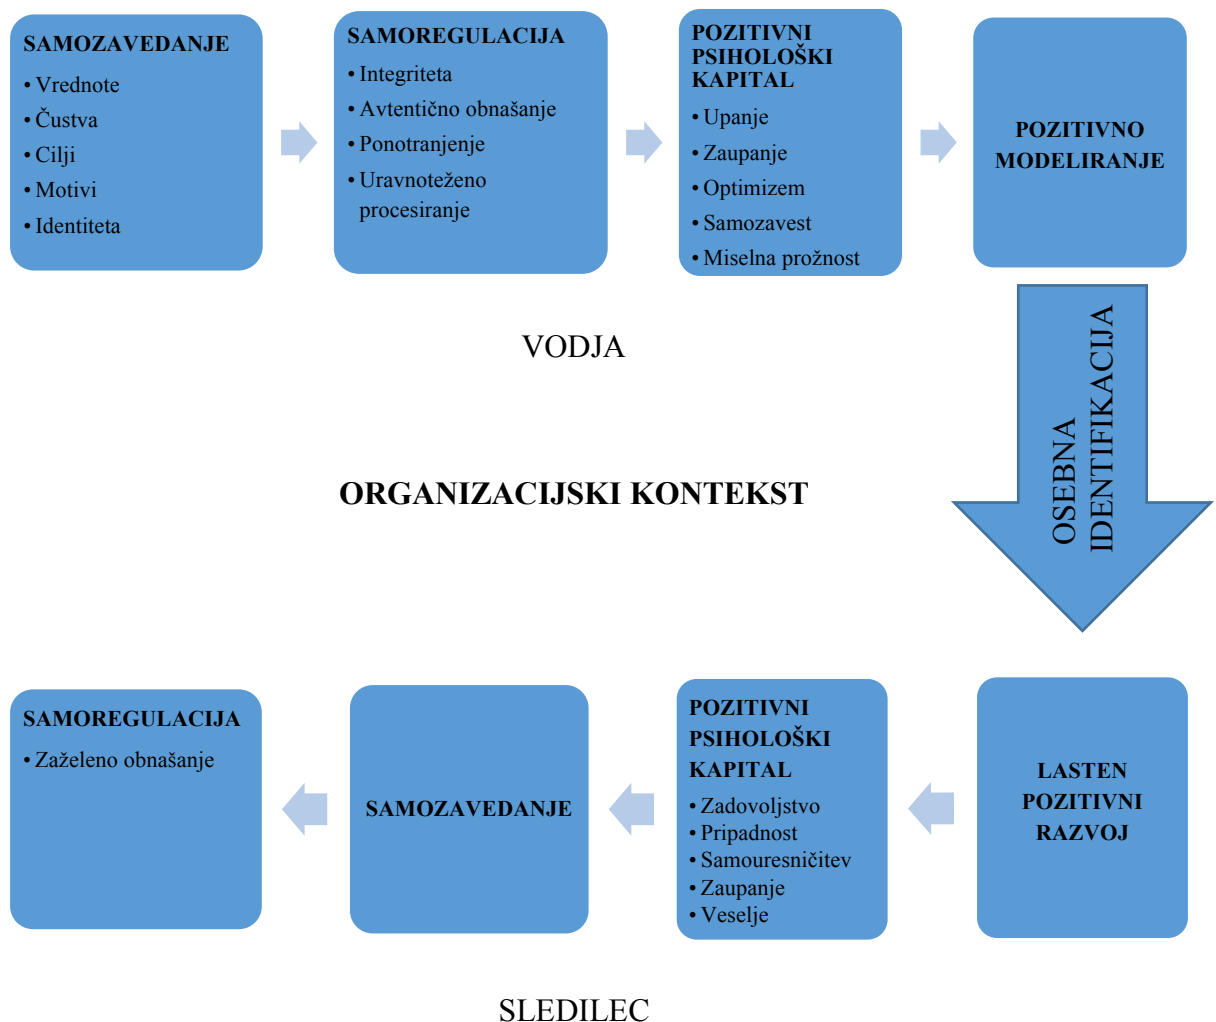 SAMOZAVEDANJE
• Vrednote
• Čustva
• Cilji
• Motivi
• Identiteta
SAMOREGULACIJA
• Integriteta
• Avtentično obnašanje
• Ponotranjenje
• Uravnoteženo
procesiranje
POZITIVNI
PSIHOLOŠKI
KAPITAL
• Upanje
• Zaupanje
• Optimizem
• Samozavest
• Miselna prožnost
POZITIVNO
MODELIRANJE
VODJA
OSEBNA
IDENTIFIKACIJA
ORGANIZACIJSKI KONTEKST
LASTEN
POZITIVNI
RAZVOJ
POZITIVNI
PSIHOLOŠKI
KAPITAL
• Zadovoljstvo
• Pripadnost
• Samouresničitev
• Zaupanje
• Veselje
SAMOZAVEDANJE
SAMOREGULACIJA
• Zaželeno obnašanje
SLEDILEC